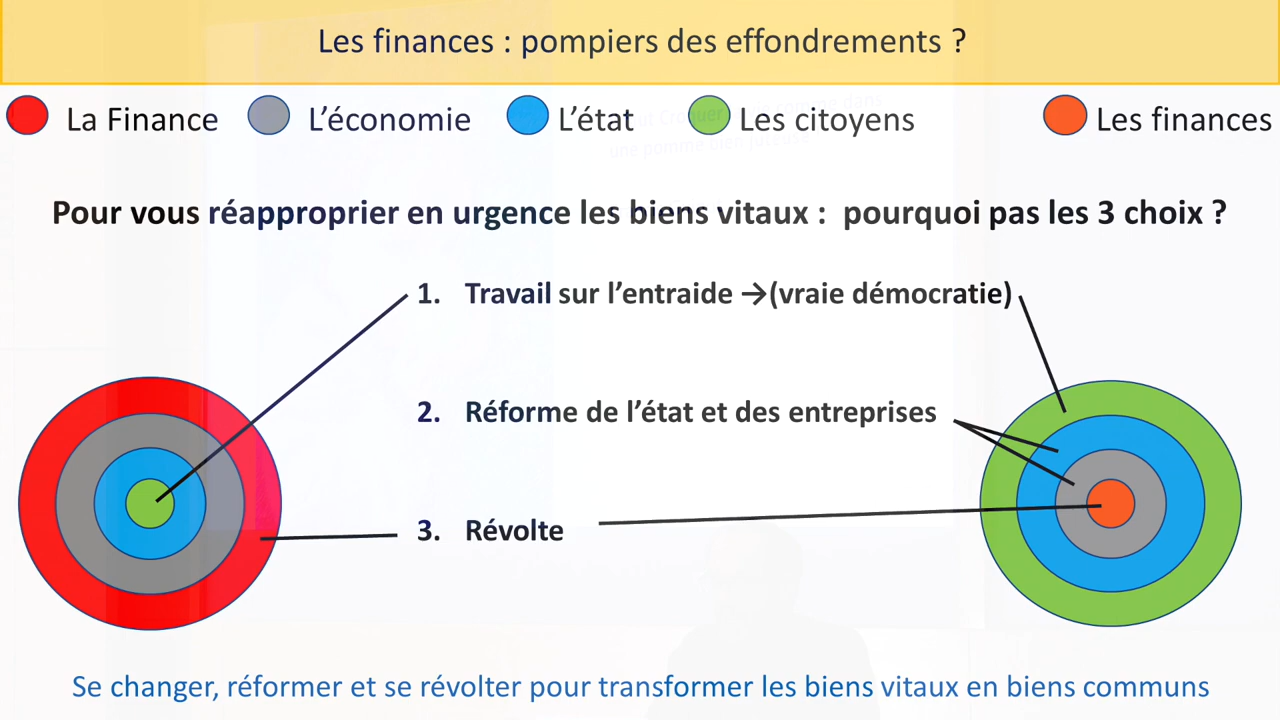 Les finances : pompiers des effondrements ?
La Finance L'économie L'état Les citoyens Les finances
Pour vous réapproprier en urgence les biens vitaux : pourquoi pas les 3 choix ?
1. Travail sur l'entraide →(vraie démocratie)
2. Réforme de l'état et des entreprises
3. Révolte
Se changer, réformer et se révolter pour transformer les biens vitaux en biens communs